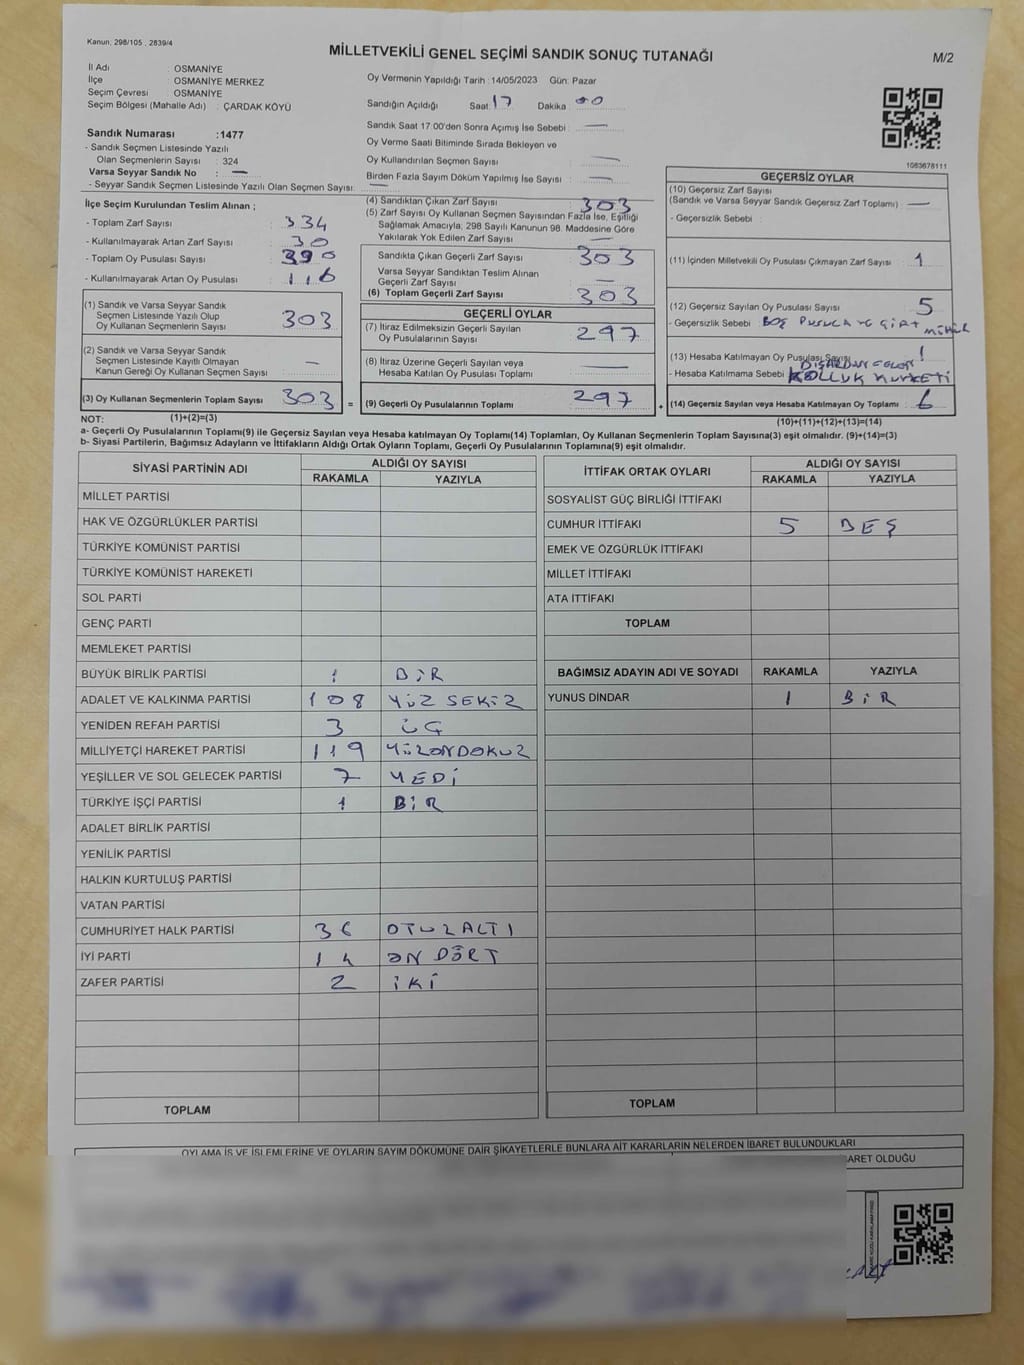 Kanun, 298/105 , 2839/4
MİLLETVEKİLİ GENEL SEÇİMİ SANDIK SONUÇ TUTANAĞI
M/2
İl Adı : OSMANİYE
İlçe : OSMANİYE MERKEZ
Seçim Çevresi : OSMANİYE
Seçim Bölgesi (Mahalle Adı) : ÇARDAK KÖYÜ
Sandık Numarası :1477
- Sandık Seçmen Listesinde Yazılı
Olan Seçmenlerin Sayısı : 324
Varsa Seyyar Sandık No : —
- Seyyar Sandık Seçmen Listesinde Yazılı Olan Seçmen Sayısı: —
Oy Vermenin Yapıldığı Tarih :14/05/2023 Gün: Pazar
Sandığın Açıldığı Saat: 17 Dakika : 00
Sandık Saat 17:00'den Sonra Açımış İse Sebebi : —
Oy Verme Saati Bitiminde Sırada Bekleyen ve
Oy Kullandırılan Seçmen Sayısı : —
Birden Fazla Sayım Döküm Yapılmış İse Sayısı : —
1083678111
İlçe Seçim Kurulundan Teslim Alınan ;
- Toplam Zarf Sayısı : 334
- Kullanılmayarak Artan Zarf Sayısı : 30
- Toplam Oy Pusulası Sayısı : 390
- Kullanılmayarak Artan Oy Pusulası : 116
(1) Sandık ve Varsa Seyyar Sandık
Seçmen Listesinde Yazılı Olup
Oy Kullanan Seçmenlerin Sayısı : 303
(2) Sandık ve Varsa Seyyar Sandık
Seçmen Listesinde Kayıtlı Olmayan
Kanun Gereği Oy Kullanan Seçmen Sayısı : —
(3) Oy Kullanan Seçmenlerin Toplam Sayısı : 303 =
(1)+(2)=(3)
(4) Sandıktan Çıkan Zarf Sayısı : 303
(5) Zarf Sayısı Oy Kullanan Seçmen Sayısından Fazla İse, Eşitliği
Sağlamak Amacıyla, 298 Sayılı Kanunun 98. Maddesine Göre
Yakılarak Yok Edilen Zarf Sayısı : —
Sandıkta Çıkan Geçerli Zarf Sayısı : 303
Varsa Seyyar Sandıktan Teslim Alınan
Geçerli Zarf Sayısı : —
(6) Toplam Geçerli Zarf Sayısı : 303
GEÇERLİ OYLAR
(7) İtiraz Edilmeksizin Geçerli Sayılan
Oy Pusulalarının Sayısı : 297
(8) İtiraz Üzerine Geçerli Sayılan veya
Hesaba Katılan Oy Pusulası Toplamı : —
(9) Geçerli Oy Pusulalarının Toplamı : 297 +
GEÇERSİZ OYLAR
(10) Geçersiz Zarf Sayısı
(Sandık ve Varsa Seyyar Sandık Geçersiz Zarf Toplamı) : —
- Geçersizlik Sebebi :
(11) İçinden Milletvekili Oy Pusulası Çıkmayan Zarf Sayısı : 1
(12) Geçersiz Sayılan Oy Pusulası Sayısı : 5
- Geçersizlik Sebebi : BOŞ PUSULA VE ÇİFT MÜHÜR
(13) Hesaba Katılmayan Oy Pusulası Sayısı !
- Hesaba Katılmama Sebebi DIŞARDAN GELEN KOLLUK KUVVETİ
(14) Geçersiz Sayılan veya Hesaba Katılmayan Oy Toplamı : 6
(10)+(11)+(12)+(13)=(14)
NOT:
a- Geçerli Oy Pusulalarının Toplamı(9) ile Geçersiz Sayılan veya Hesaba katılmayan Oy Toplamı(14) Toplamları, Oy Kullanan Seçmenlerin Toplam Sayısına(3) eşit olmalıdır. (9)+(14)=(3)
b- Siyasi Partilerin, Bağımsız Adayların ve İttifakların Aldığı Ortak Oyların Toplamı, Geçerli Oy Pusulalarının Toplamına(9) eşit olmalıdır.
SİYASİ PARTİNİN ADI ALDIĞI OY SAYISI
RAKAMLA YAZIYLA
MİLLET PARTİSİ
HAK VE ÖZGÜRLÜKLER PARTİSİ
TÜRKİYE KOMÜNİST PARTİSİ
TÜRKİYE KOMÜNİST HAREKETİ
SOL PARTİ
GENÇ PARTİ
MEMLEKET PARTİSİ
BÜYÜK BİRLİK PARTİSİ 1 BİR
ADALET VE KALKINMA PARTİSİ 108 YÜZ SEKİZ
YENİDEN REFAH PARTİSİ 3 ÜÇ
MİLLİYETÇİ HAREKET PARTİSİ 119 YÜZONDOKUZ
YEŞİLLER VE SOL GELECEK PARTİSİ 7 YEDİ
TÜRKİYE İŞÇİ PARTİSİ 1 BİR
ADALET BİRLİK PARTİSİ
YENİLİK PARTİSİ
HALKIN KURTULUŞ PARTİSİ
VATAN PARTİSİ
CUMHURİYET HALK PARTİSİ 36 OTUZALTI
İYİ PARTİ 14 ON DÖRT
ZAFER PARTİSİ 2 İKİ
TOPLAM
İTTİFAK ORTAK OYLARI ALDIĞI OY SAYISI
RAKAMLA YAZIYLA
SOSYALİST GÜÇ BİRLİĞİ İTTİFAKI
CUMHUR İTTİFAKI 5 BEŞ
EMEK VE ÖZGÜRLÜK İTTİFAKI
MİLLET İTTİFAKI
ATA İTTİFAKI
TOPLAM
BAĞIMSIZ ADAYIN ADI VE SOYADI RAKAMLA YAZIYLA
YUNUS DİNDAR 1 BİR
TOPLAM
OYLAMA İŞ VE İŞLEMLERİNE VE OYLARIN SAYIM DÖKÜMÜNE DAİR ŞİKAYETLERLE BUNLARA AİT KARARLARIN NELERDEN İBARET BULUNDUKLARI
ARET OLDUĞU